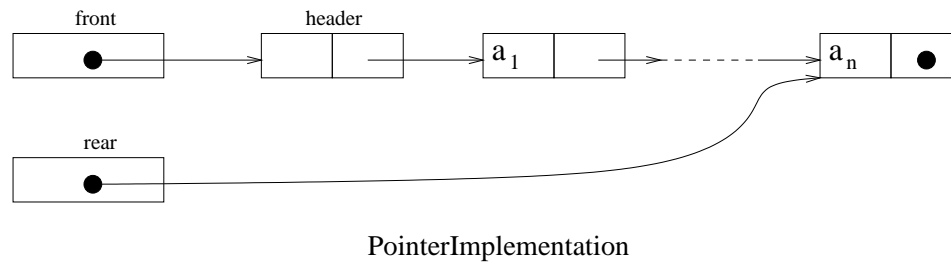 front
header
a1
an
rear
PointerImplementation